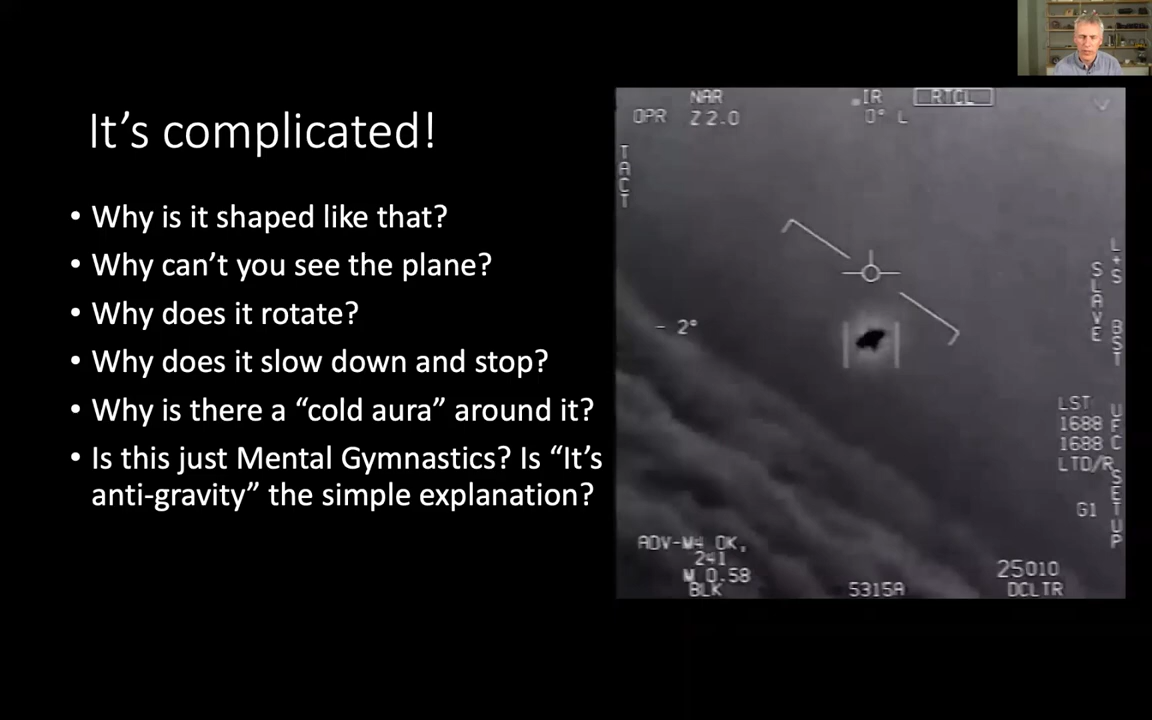 It's complicated!
• Why is it shaped like that?
• Why can't you see the plane?
• Why does it rotate?
• Why does it slow down and stop?
• Why is there a “cold aura” around it?
• Is this just Mental Gymnastics? Is “It's
anti-gravity” the simple explanation?
NAR IR RTCL
OPR Z2.0 0° L
TACT
L+S BST
SLAVE
- 2°
LST
1688
1688
LTD/R
UFC
SETUP
G1
ADV-M4 OK,
241
M 0.58
BLK
5315A
25010
DCLTR